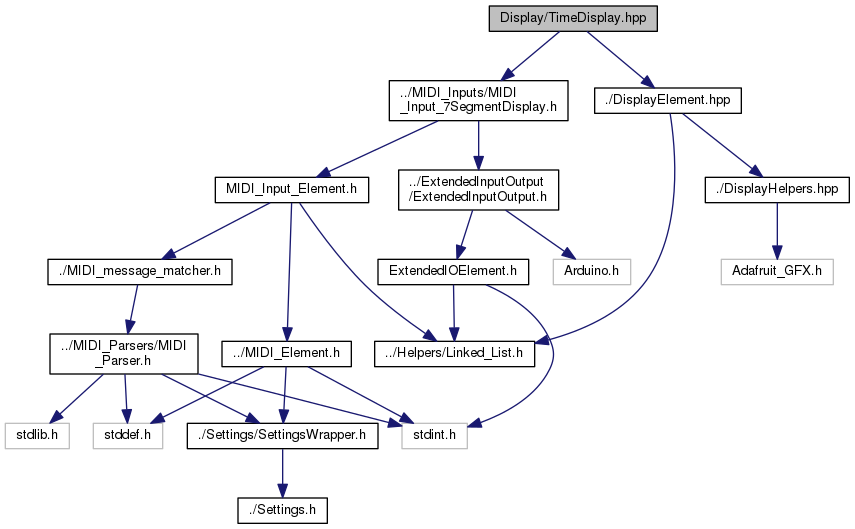 Display/TimeDisplay.hpp
../MIDI_Inputs/MIDI
_Input_7SegmentDisplay.h
./DisplayElement.hpp
MIDI_Input_Element.h
../ExtendedInputOutput
/ExtendedInputOutput.h
./DisplayHelpers.hpp
./MIDI_message_matcher.h
ExtendedIOElement.h
Arduino.h
Adafruit_GFX.h
../MIDI_Parsers/MIDI
_Parser.h
../MIDI_Element.h
../Helpers/Linked_List.h
stdlib.h
stddef.h
./Settings/SettingsWrapper.h
stdint.h
./Settings.h